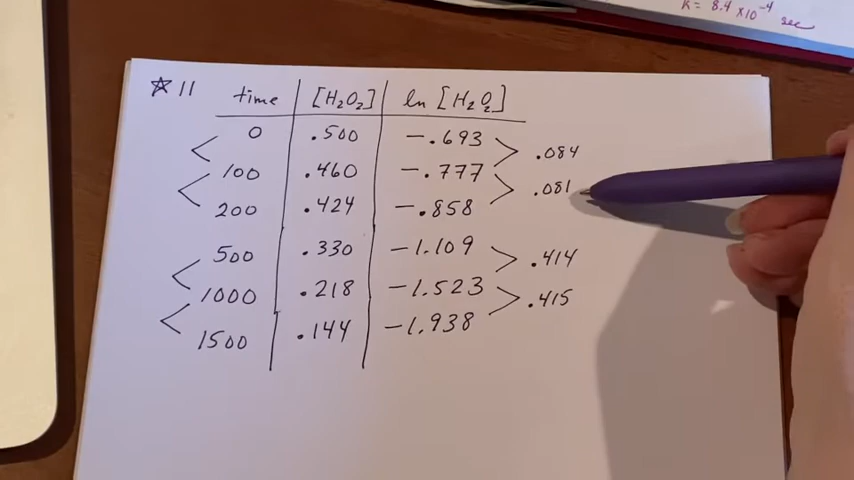 K = 8.4 x10⁻⁴ sec
☆11 time [H₂O₂] ln [H₂O₂]
0 .500 -.693
.084
100 .460 -.777
.081
200 .424 -.858
500 .330 -1.109
.414
1000 .218 -1.523
.415
1500 .144 -1.938